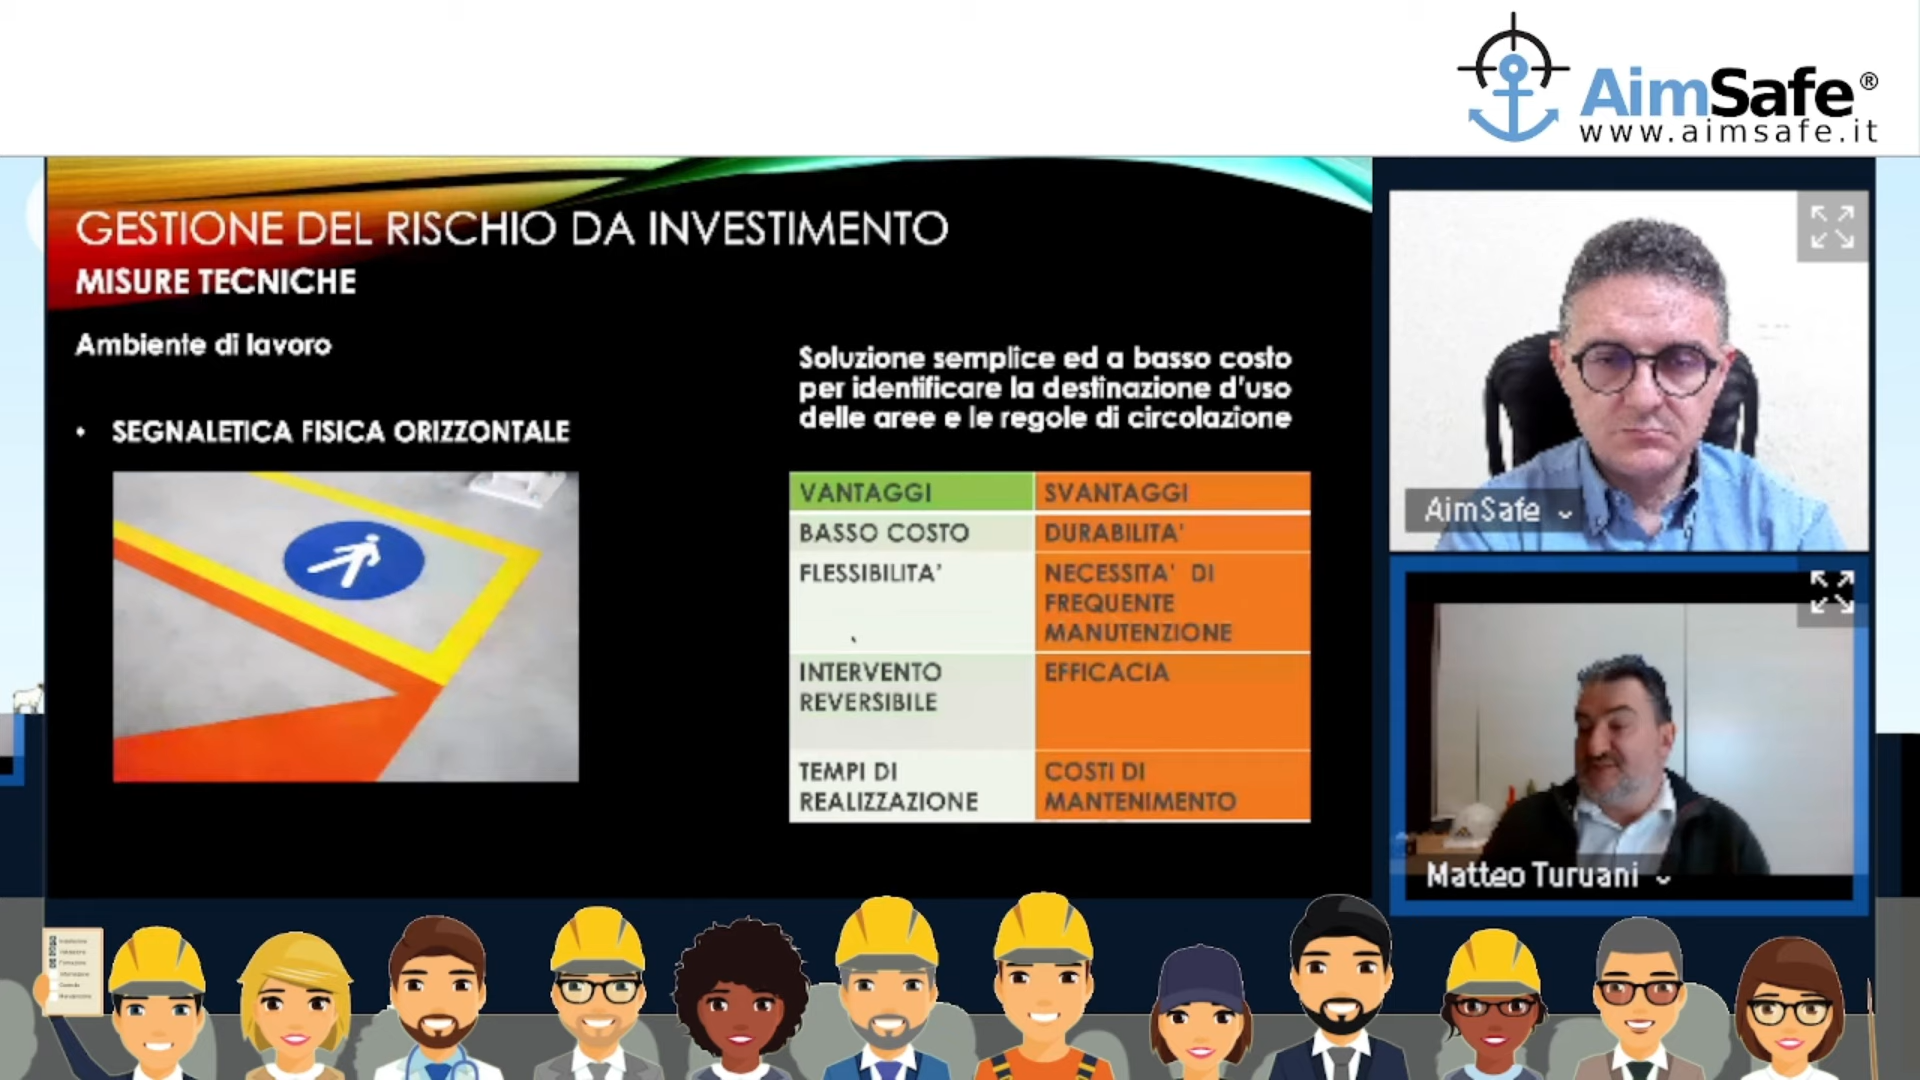 AimSafe®
www.aimsafe.it
GESTIONE DEL RISCHIO DA INVESTIMENTO
MISURE TECNICHE
Ambiente di lavoro
• SEGNALETICA FISICA ORIZZONTALE
Soluzione semplice ed a basso costo
per identificare la destinazione d'uso
delle aree e le regole di circolazione
VANTAGGI
SVANTAGGI
BASSO COSTO
DURABILITA'
FLESSIBILITA'
NECESSITA' DI
FREQUENTE
MANUTENZIONE
INTERVENTO
REVERSIBILE
EFFICACIA
TEMPI DI
REALIZZAZIONE
COSTI DI
MANTENIMENTO
AimSafe
Matteo Turuani